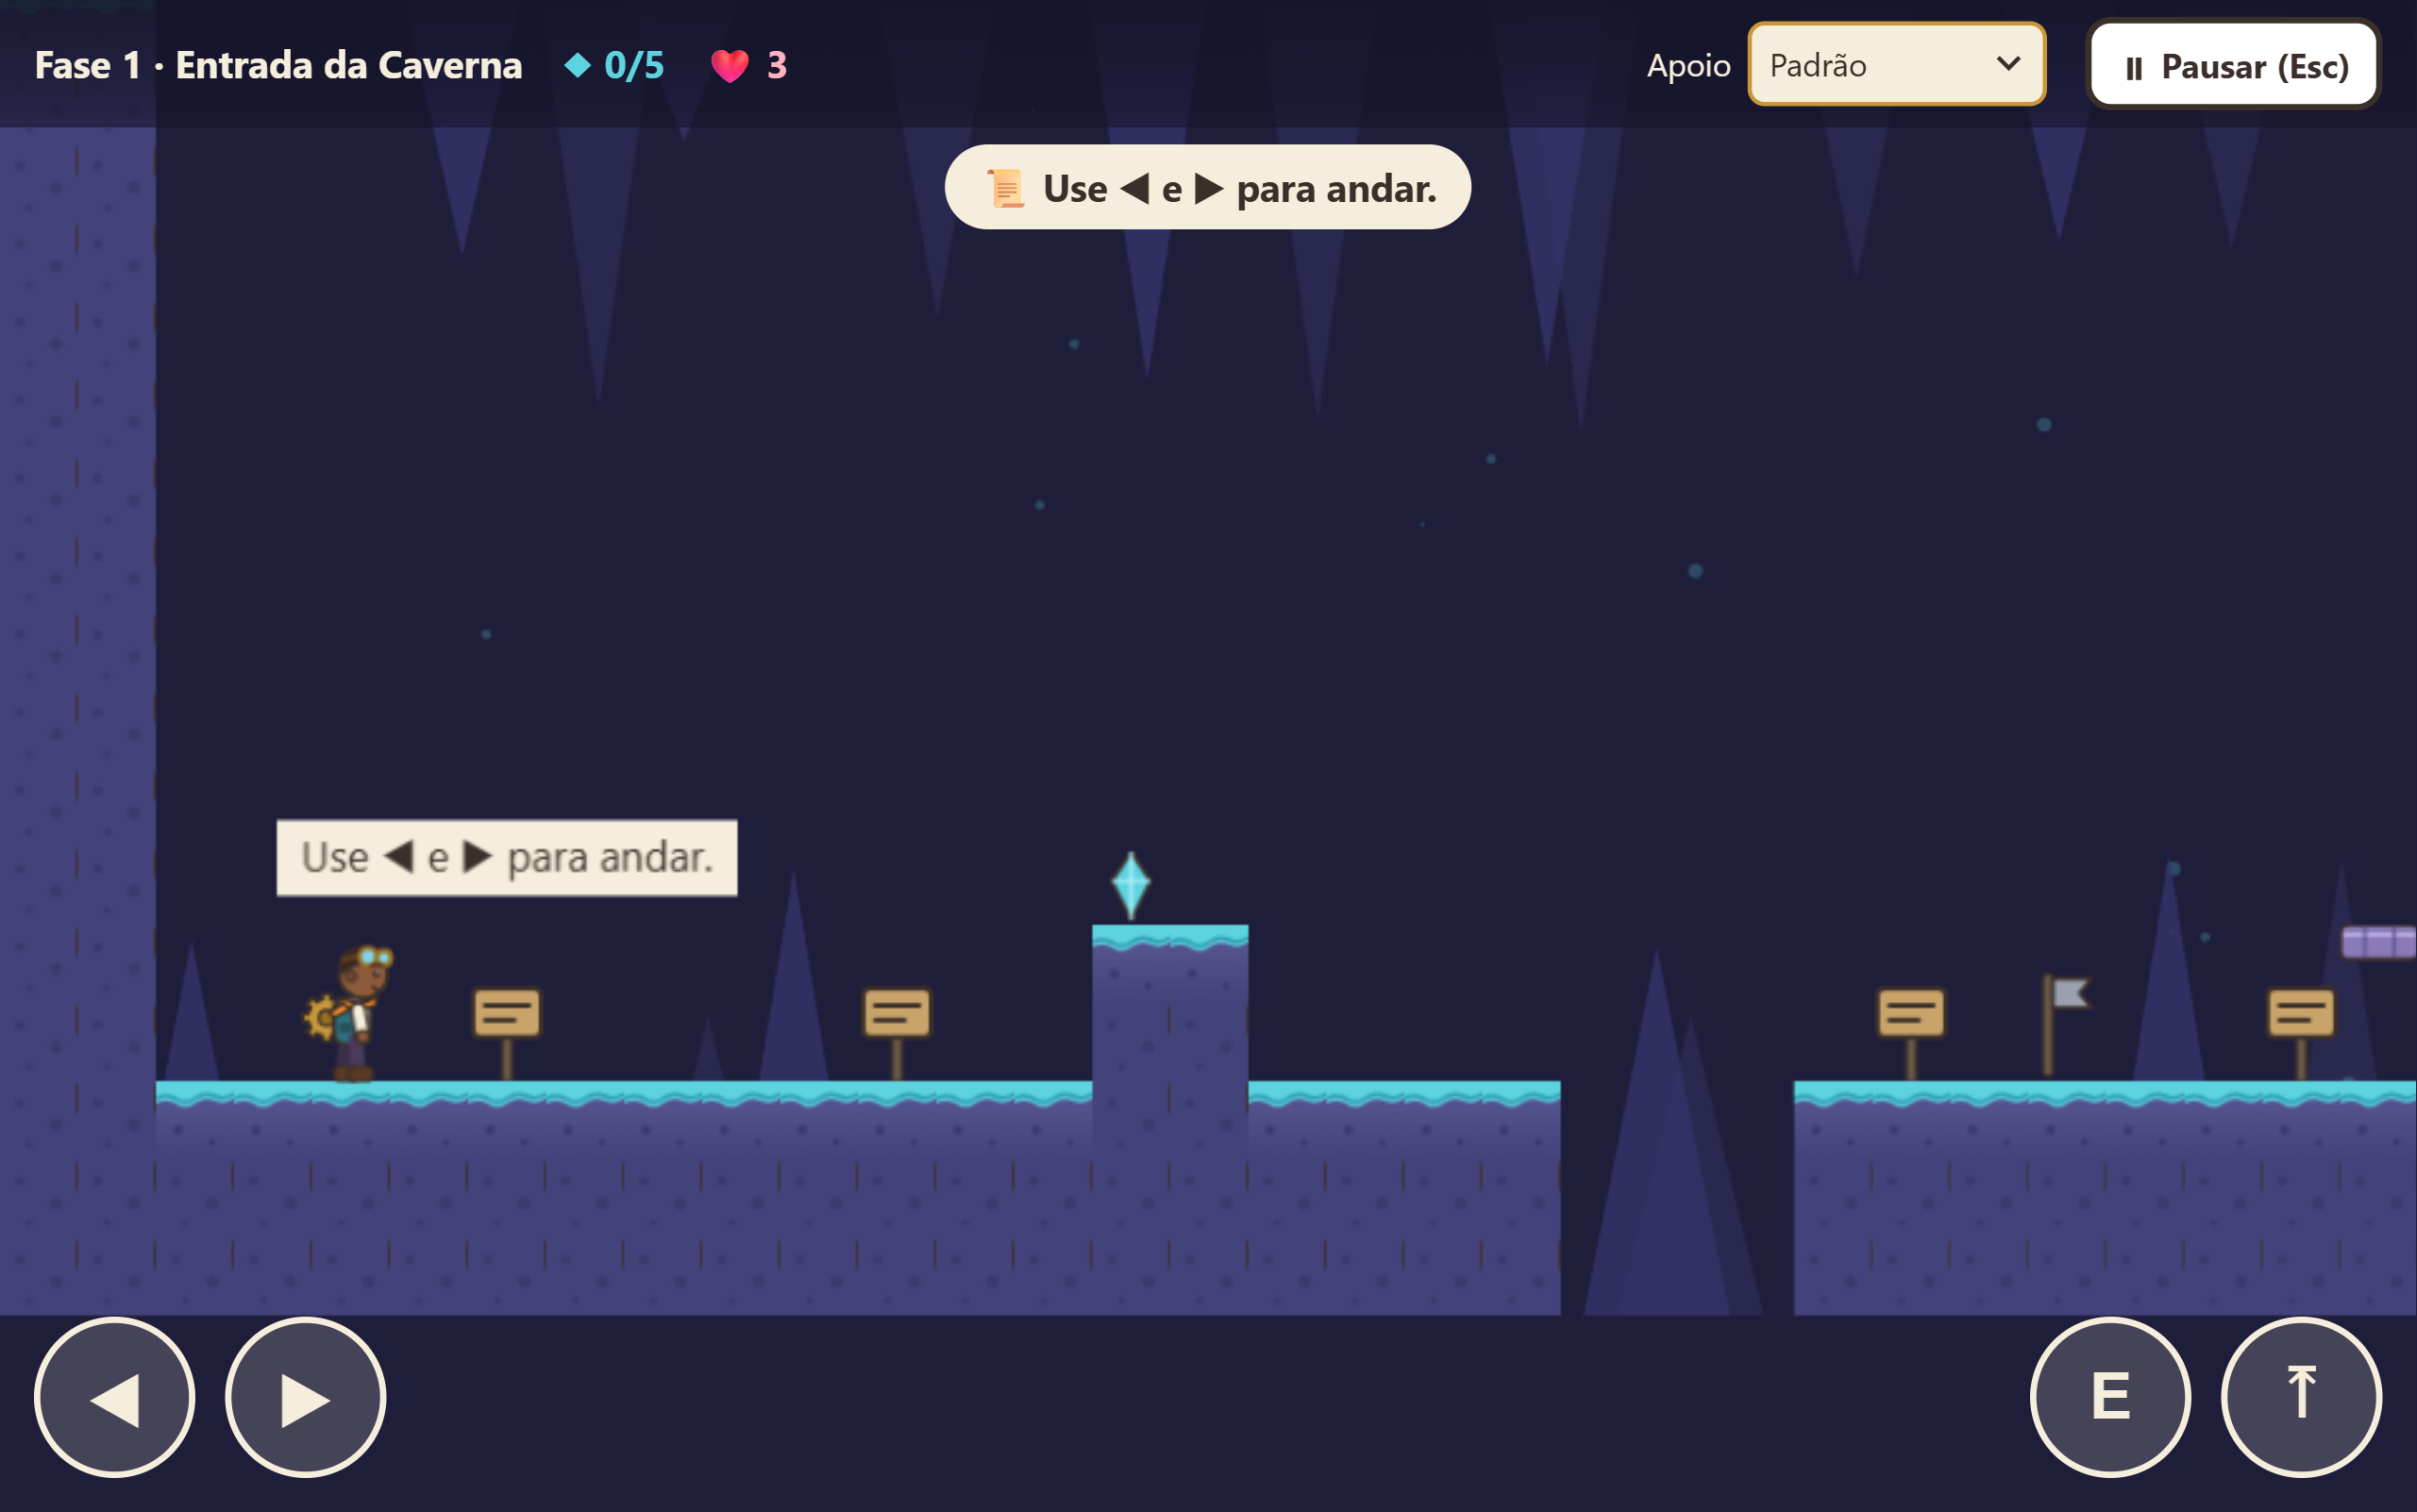 Fase 1 · Entrada da Caverna ◆ 0/5 ❤ 3 Apoio Padrão ⏸ Pausar (Esc)
📜 Use ◀ e ▶ para andar.
Use ◀ e ▶ para andar.
◀ ▶ E ⤒